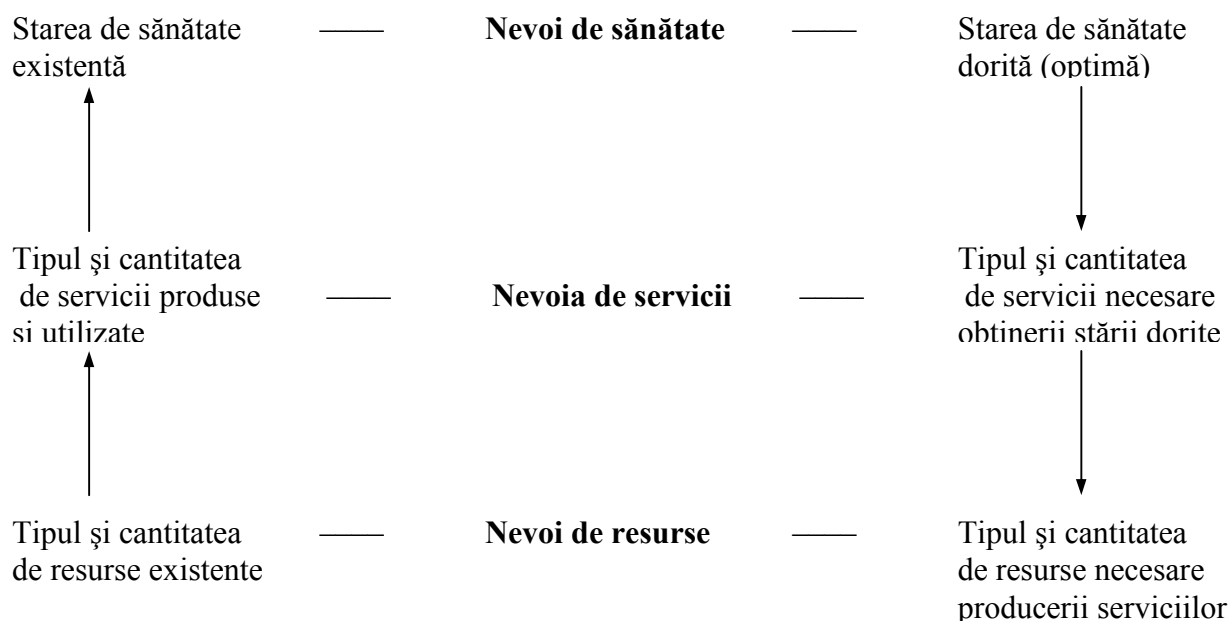 Starea de sănătate
existentă
Nevoi de sănătate
Starea de sănătate
dorită (optimă)
Tipul şi cantitatea
de servicii produse
si utilizate
Nevoia de servicii
Tipul şi cantitatea
de servicii necesare
obtinerii stării dorite
Tipul şi cantitatea
de resurse existente
Nevoi de resurse
Tipul şi cantitatea
de resurse necesare
producerii serviciilor